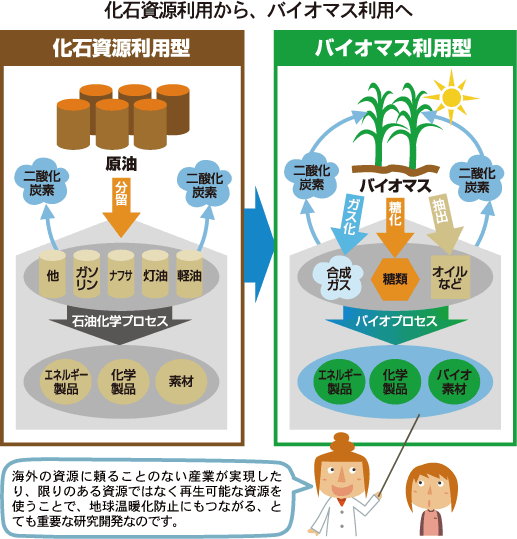 化石資源利用から、バイオマス利用へ
化石資源利用型
原油
二酸化
炭素
分留
二酸化
炭素
他
ガソ
リン
ナフサ
灯油
軽油
石油化学プロセス
エネルギー
製品
化学
製品
素材
バイオマス利用型
二酸化
炭素
バイオマス
二酸化
炭素
ガス化
糖化
抽出
合成
ガス
糖類
オイル
など
バイオプロセス
エネルギー
製品
化学
製品
バイオ
素材
海外の資源に頼ることのない産業が実現した
り、限りのある資源ではなく再生可能な資源を
使うことで、地球温暖化防止にもつながる、と
ても重要な研究開発なのです。